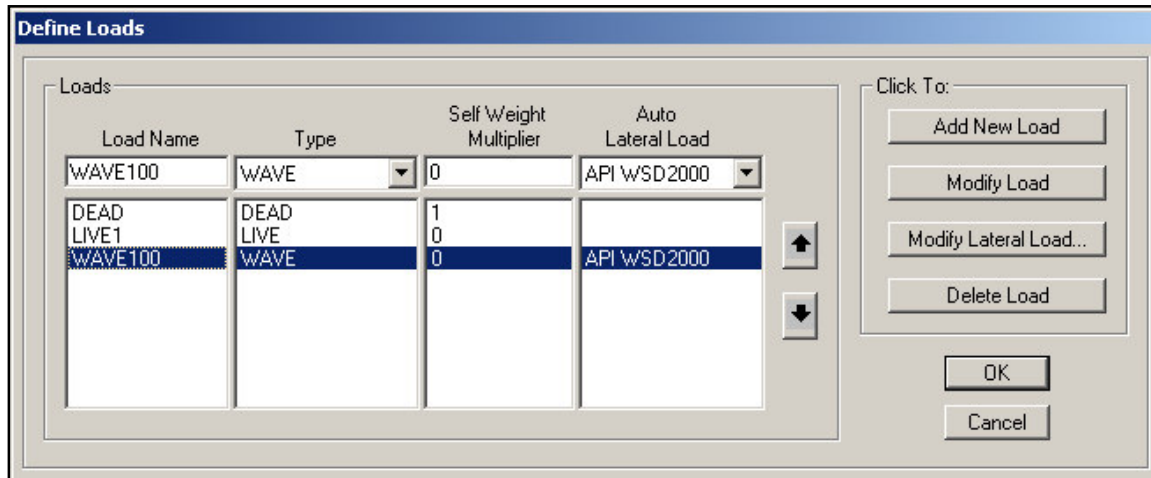 Define Loads
Loads
Click To:
Load Name Type Self Weight Multiplier Auto Lateral Load
WAVE100 WAVE 0 API WSD2000
DEAD DEAD 1
LIVE1 LIVE 0
WAVE100 WAVE 0 API WSD2000
Add New Load
Modify Load
Modify Lateral Load...
Delete Load
OK
Cancel